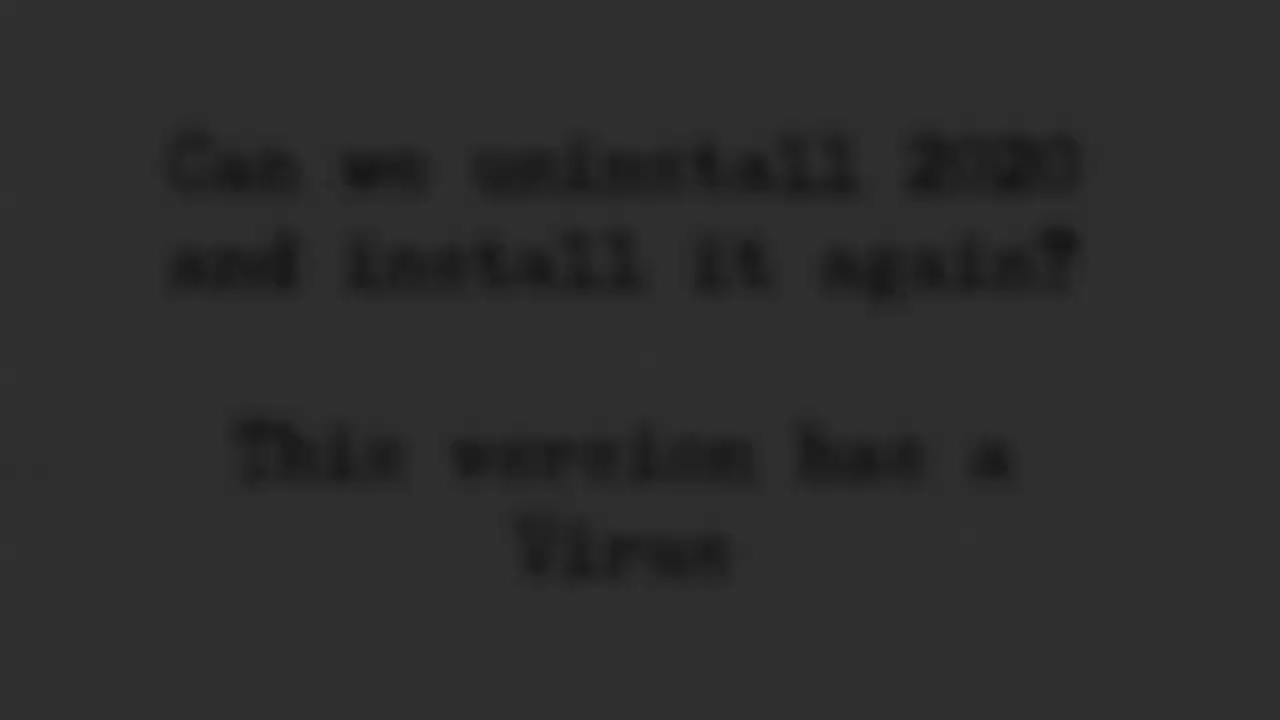 Can we uninstall 2020
and install it again?
This version has a
Virus